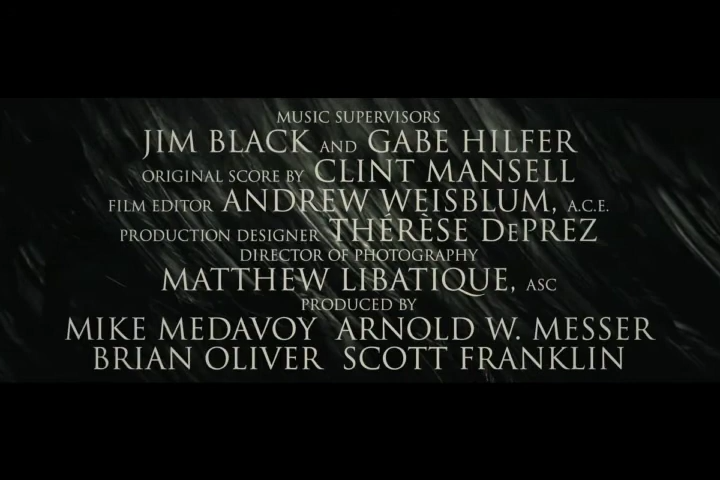 MUSIC SUPERVISORS
JIM BLACK AND GABE HILFER
ORIGINAL SCORE BY CLINT MANSELL
FILM EDITOR ANDREW WEISBLUM, A.C.E.
PRODUCTION DESIGNER THÉRÈSE DePREZ
DIRECTOR OF PHOTOGRAPHY
MATTHEW LIBATIQUE, ASC
PRODUCED BY
MIKE MEDAVOY ARNOLD W. MESSER
BRIAN OLIVER SCOTT FRANKLIN